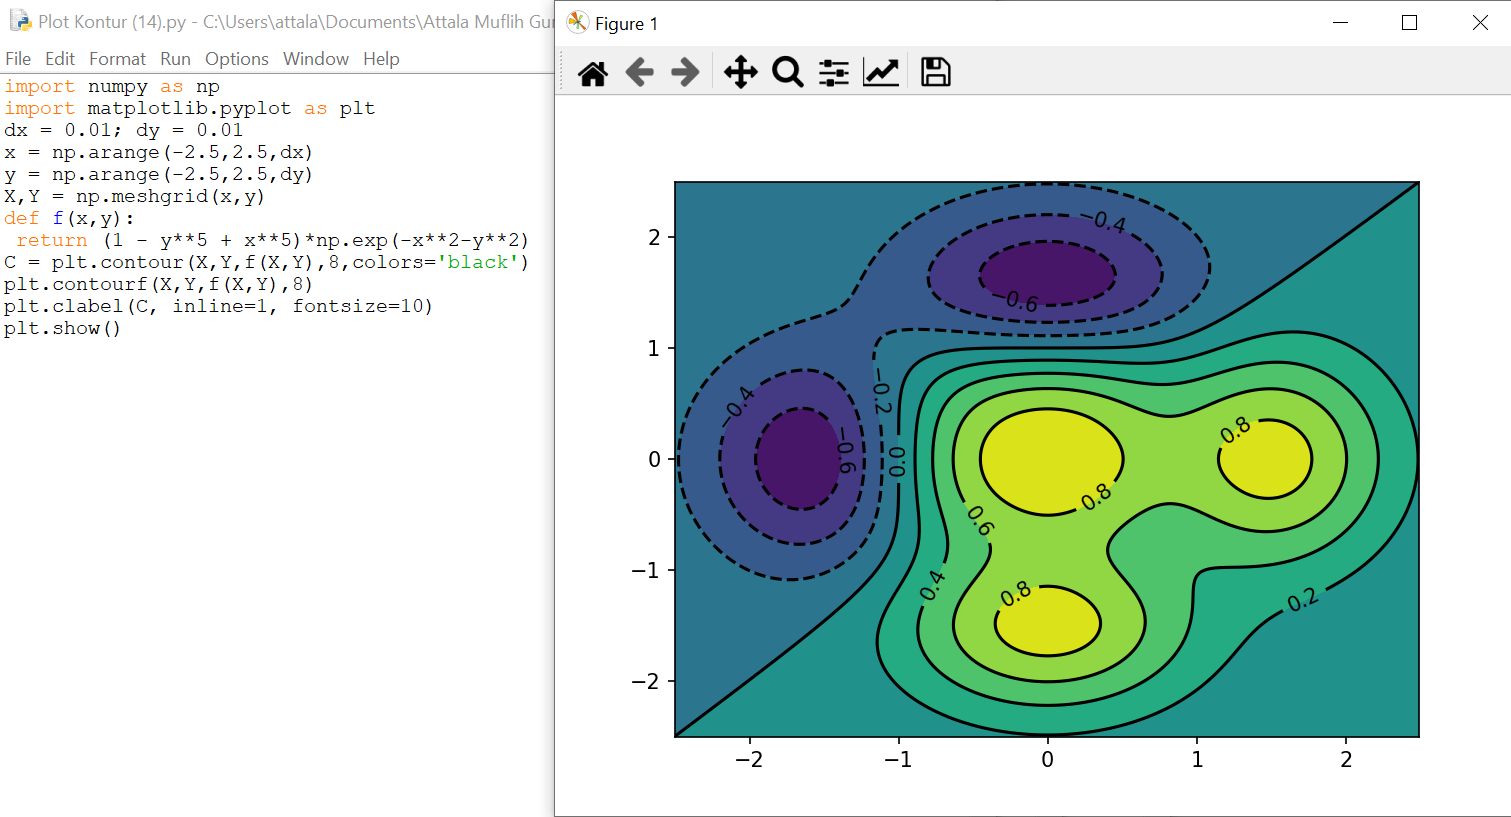 Plot Kontur (14).py - C:\Users\attala\Documents\Attala Muflih Gu
File Edit Format Run Options Window Help
import numpy as np
import matplotlib.pyplot as plt
dx = 0.01; dy = 0.01
x = np.arange(-2.5,2.5,dx)
y = np.arange(-2.5,2.5,dy)
X,Y = np.meshgrid(x,y)
def f(x,y):
 return (1 - y**5 + x**5)*np.exp(-x**2-y**2)
C = plt.contour(X,Y,f(X,Y),8,colors='black')
plt.contourf(X,Y,f(X,Y),8)
plt.clabel(C, inline=1, fontsize=10)
plt.show()
Figure 1
2
1
0
−1
−2
−0.4
−0.6
−0.4
−0.2
−0.6
0.0
0.8
0.8
0.6
0.4
0.8
0.2
−2
−1
0
1
2